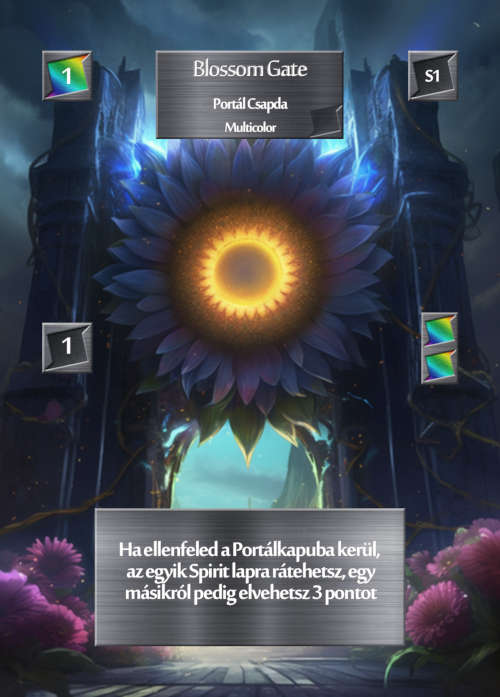 1
Blossom Gate
S1
Portál Csapda
Multicolor
1
Ha ellenfeled a Portálkapuba kerül,
az egyik Spirit lapra rátehetsz, egy
másikról pedig elvehetsz 3 pontot